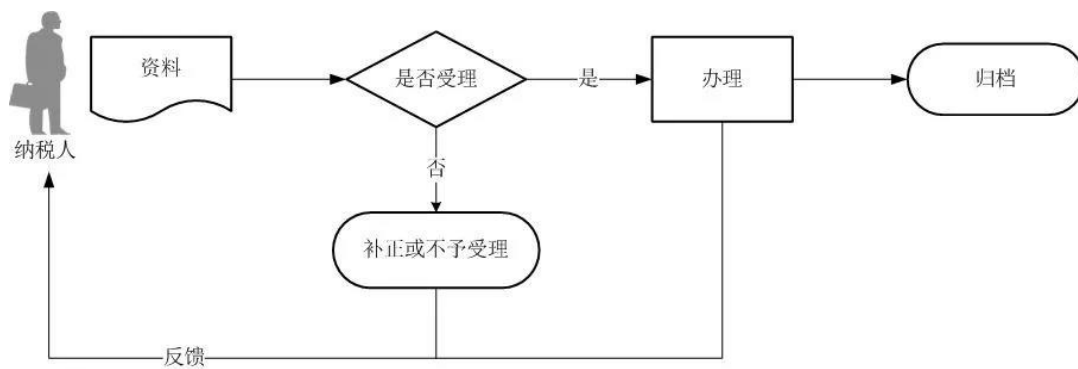 资料
是否受理
是
办理
归档
纳税人
否
补正或不予受理
反馈